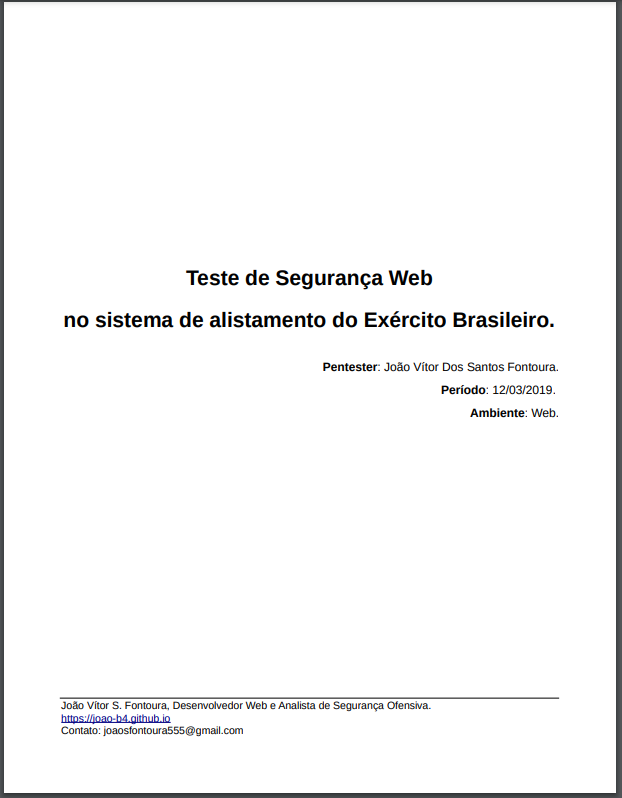 Teste de Segurança Web
no sistema de alistamento do Exército Brasileiro.
Pentester: João Vítor Dos Santos Fontoura.
Período: 12/03/2019.
Ambiente: Web.
João Vítor S. Fontoura, Desenvolvedor Web e Analista de Segurança Ofensiva.
https://joao-b4.github.io
Contato: joaosfontoura555@gmail.com